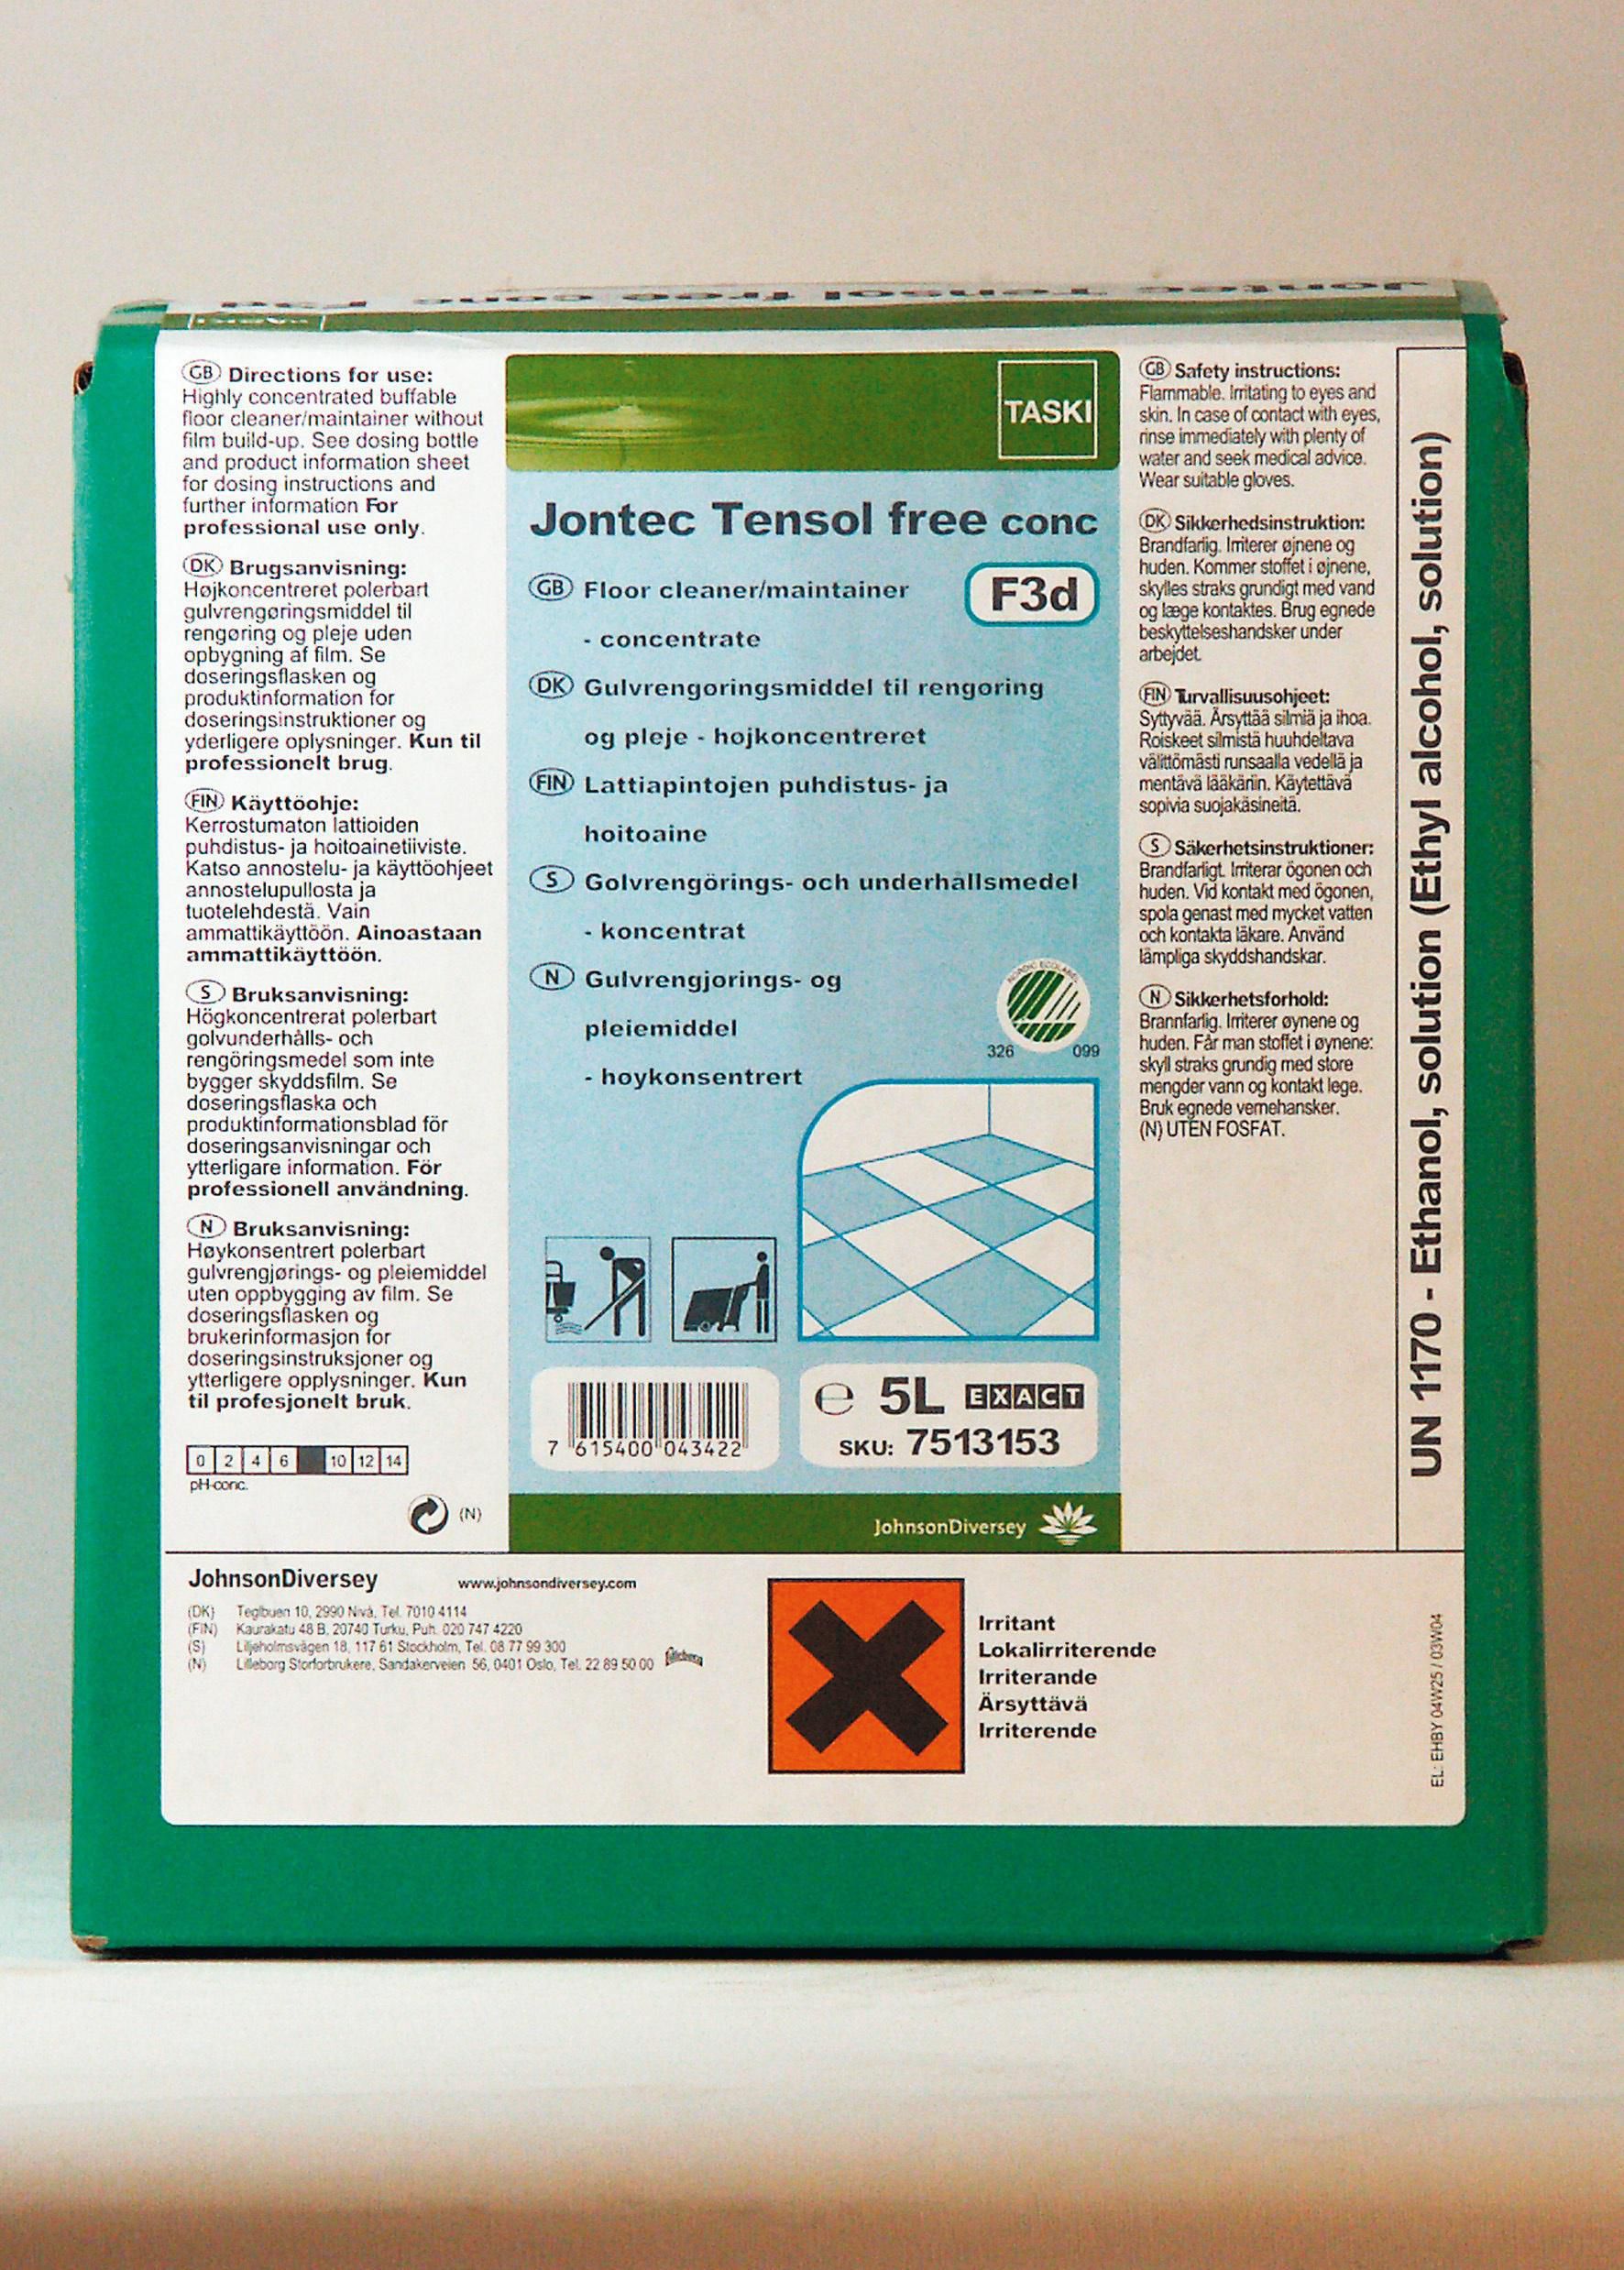 Jontec Tensol free conc F3d
TASKI
GB Directions for use:
Highly concentrated buffable
floor cleaner/maintainer without
film build-up. See dosing bottle
and product information sheet
for dosing instructions and
further information For
professional use only.
DK Brugsanvisning:
Højkoncentreret polerbart
gulvrengøringsmiddel til
rengøring og pleje uden
opbygning af film. Se
doseringsflasken og
produktinformation for
doseringsinstruktioner og
yderligere oplysninger. Kun til
professionelt brug.
FIN Käyttöohje:
Kerrostumaton lattioiden
puhdistus- ja hoitoainetiiviste.
Katso annostelu- ja käyttöohjeet
annostelupullosta ja
tuotelehdestä. Vain
ammattikäyttöön. Ainoastaan
ammattikäyttöön.
S Bruksanvisning:
Högkoncentrerat polerbart
golvunderhålls- och
rengöringsmedel som inte
bygger skyddsfilm. Se
doseringsflaska och
produktinformationsblad för
doseringsanvisningar och
ytterligare information. För
professionell användning.
N Bruksanvisning:
Høykonsentrert polerbart
gulvrengjørings- og pleiemiddel
uten oppbygging av film. Se
doseringsflasken og
brukerinformasjon for
doseringsinstruksjoner og
ytterligere opplysninger. Kun
til profesjonelt bruk.
0 2 4 6 10 12 14
pH-conc.
(N)
TASKI
Jontec Tensol free conc
GB Floor cleaner/maintainer
F3d
- concentrate
DK Gulvrengoringsmiddel til rengoring
og pleje - hojkoncentreret
FIN Lattiapintojen puhdistus- ja
hoitoaine
S Golvrengörings- och underhallsmedel
- koncentrat
N Gulvrengjorings- og
pleiemiddel
- hoykonsentrert
NORDIC ECOLABEL
326 099
7 615400 043422
e 5L EXACT
SKU: 7513153
JohnsonDiversey
GB Safety instructions:
Flammable. Irritating to eyes and
skin. In case of contact with eyes,
rinse immediately with plenty of
water and seek medical advice.
Wear suitable gloves.
DK Sikkerhedsinstruktion:
Brandfarlig. Irriterer øjnene og
huden. Kommer stoffet i øjnene,
skylles straks grundigt med vand
og læge kontaktes. Brug egnede
beskyttelseshandsker under
arbejdet.
FIN Turvallisuusohjeet:
Syttyvää. Ärsyttää silmiä ja ihoa.
Roiskeet silmistä huuhdeltava
välittömästi runsaalla vedellä ja
mentävä lääkäriin. Käytettävä
sopivia suojakäsineitä.
S Säkerhetsinstruktioner:
Brandfarligt. Irriterar ögonen och
huden. Vid kontakt med ögonen,
spola genast med mycket vatten
och kontakta läkare. Använd
lämpliga skyddshandskar.
N Sikkerhetsforhold:
Brannfarlig. Irriterer øynene og
huden. Får man stoffet i øynene:
skyll straks grundig med store
mengder vann og kontakt lege.
Bruk egnede vernehansker.
(N) UTEN FOSFAT.
UN 1170 - Ethanol, solution (Ethyl alcohol, solution)
JohnsonDiversey www.johnsondiversey.com
(DK) Teglbuen 10, 2990 Nivå, Tel. 7010 4114
(FIN) Kaurakatu 48 B, 20740 Turku, Puh. 020 747 4220
(S) Liljeholmsvägen 18, 117 61 Stockholm, Tel. 08 77 99 300
(N) Lilleborg Storforbrukere, Sandakerveien 56, 0401 Oslo, Tel. 22 89 50 00
Lilleborg
Irritant
Lokalirriterende
Irriterande
Ärsyttävä
Irriterende
EL: EHBY 04W25 / 03W04